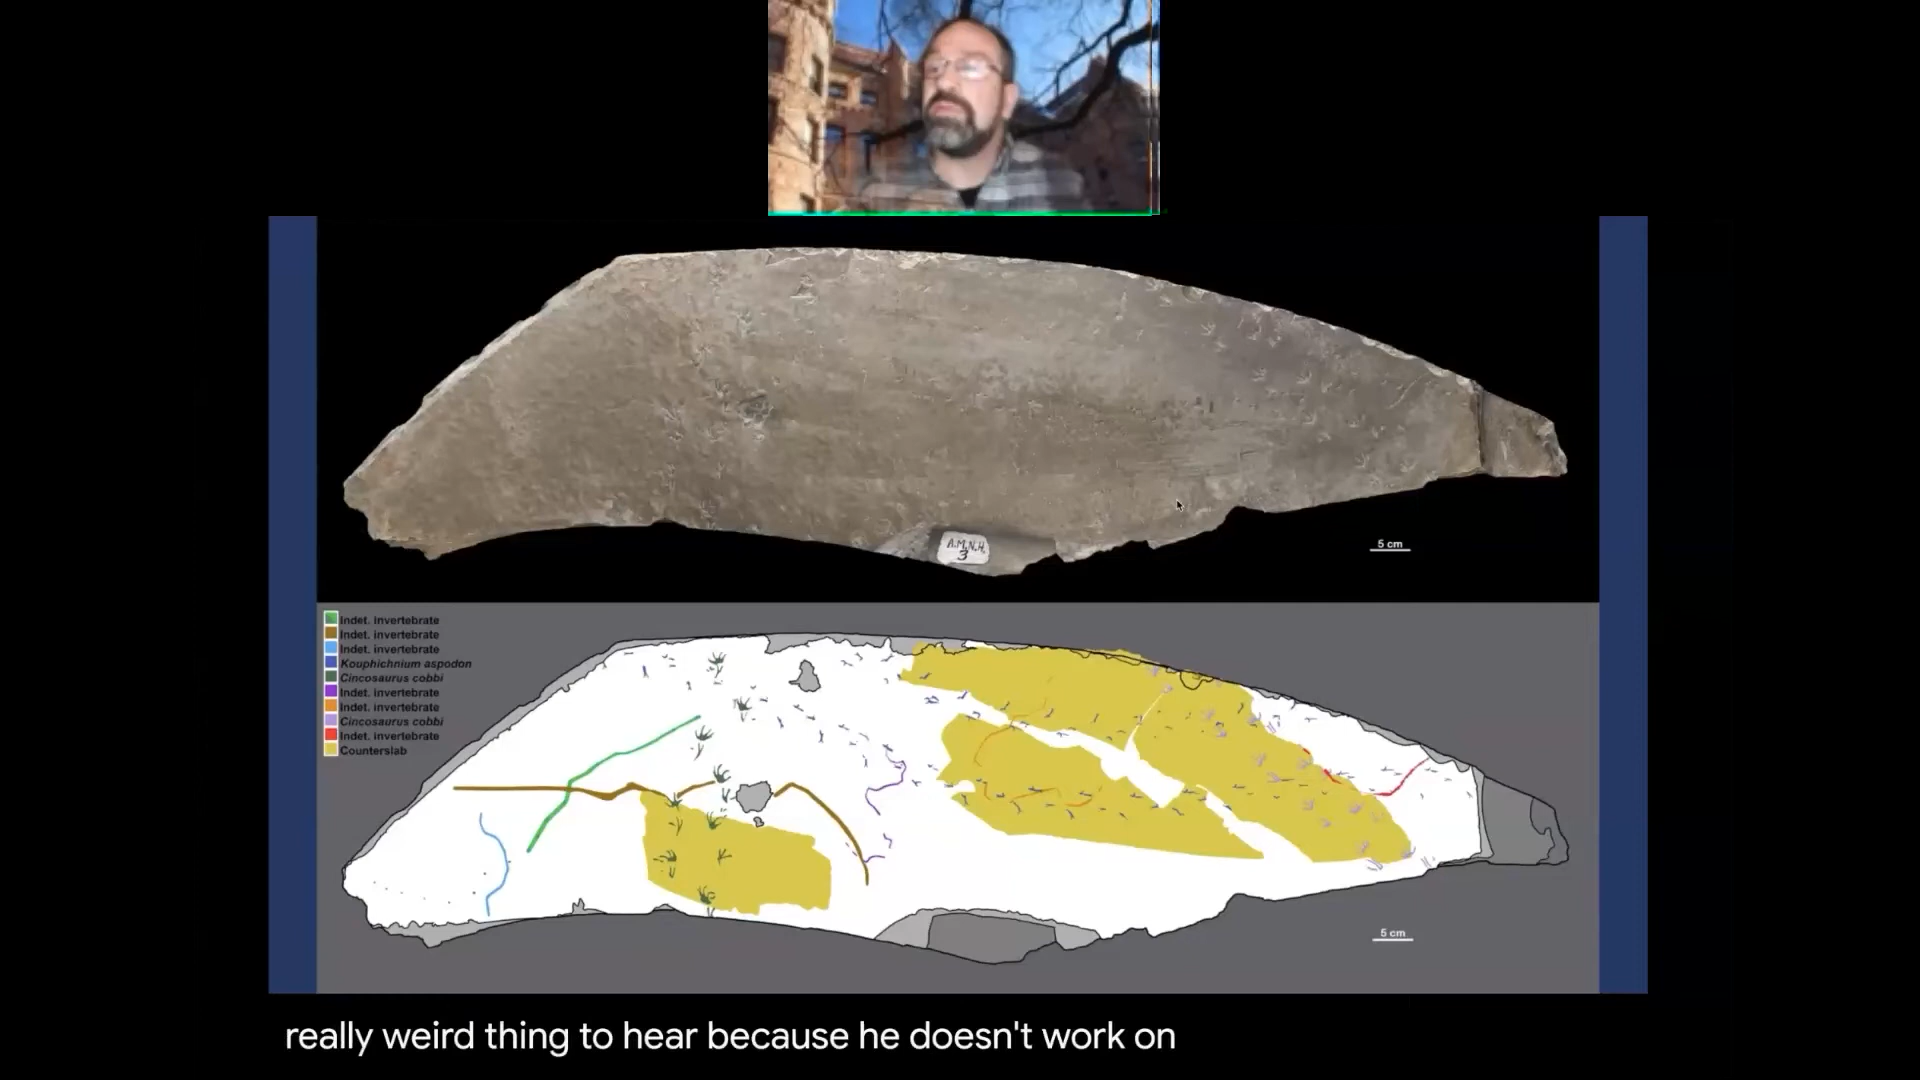 A.M.N.H.
3
5 cm
Indet. invertebrate
Indet. invertebrate
Indet. invertebrate
Kouphichnium aspodon
Cincosaurus cobbi
Indet. invertebrate
Indet. invertebrate
Cincosaurus cobbi
Indet. invertebrate
Counterslab
5 cm
really weird thing to hear because he doesn't work on